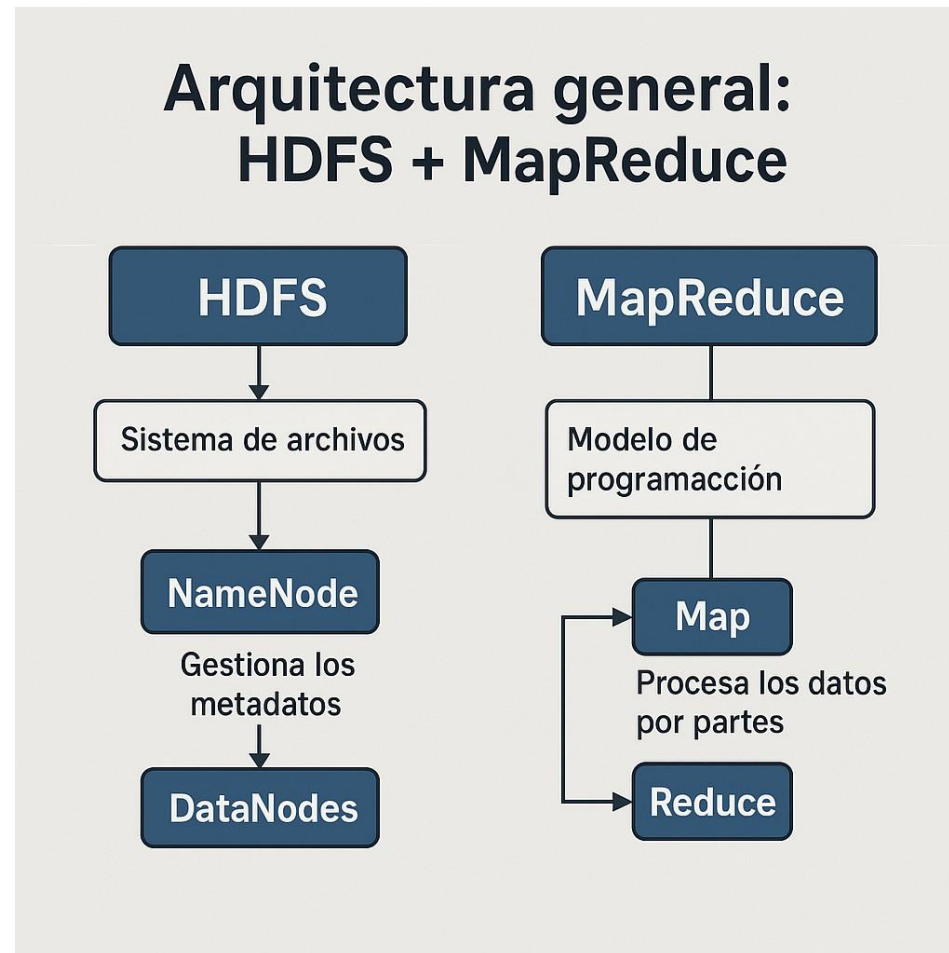 Arquitectura general:
HDFS + MapReduce
HDFS
Sistema de archivos
NameNode
Gestiona los
metadatos
DataNodes
MapReduce
Modelo de
programacción
Map
Procesa los datos
por partes
Reduce